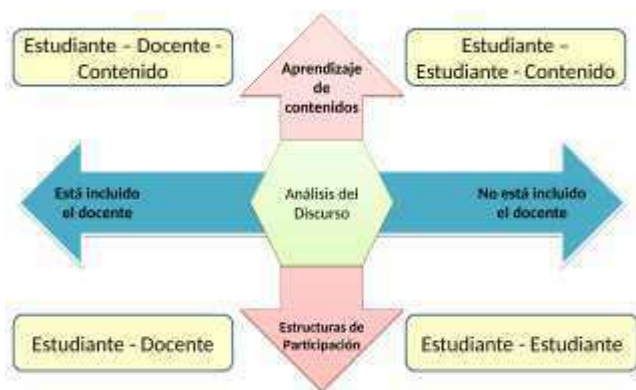 Estudiante – Docente -
Contenido
Aprendizaje
de
contenidos
Estudiante –
Estudiante - Contenido
Está incluido
el docente
Análisis del
Discurso
No está incluido
el docente
Estudiante - Docente
Estructuras de
Participación
Estudiante - Estudiante